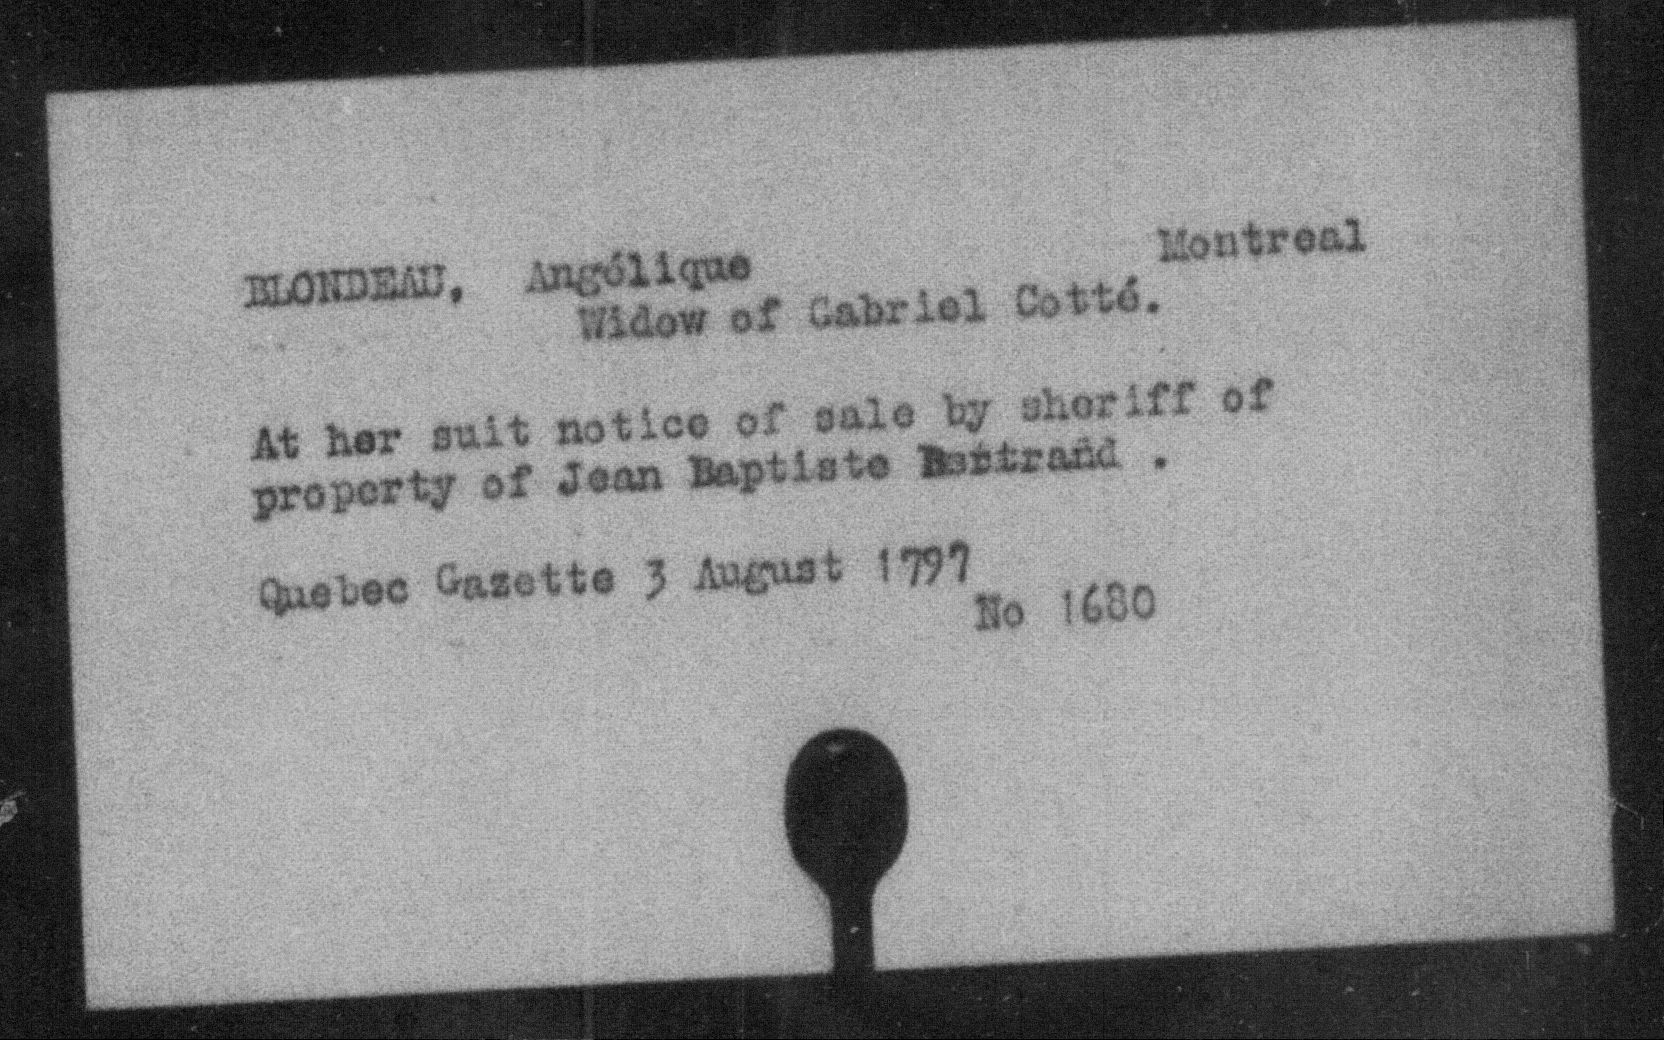 BLONDEAU, Angélique Montreal
Widow of Gabriel Cotté.
At her suit notice of sale by sheriff of
property of Jean Baptiste Bertrand .
Quebec Gazette 3 August 1797
No 1680